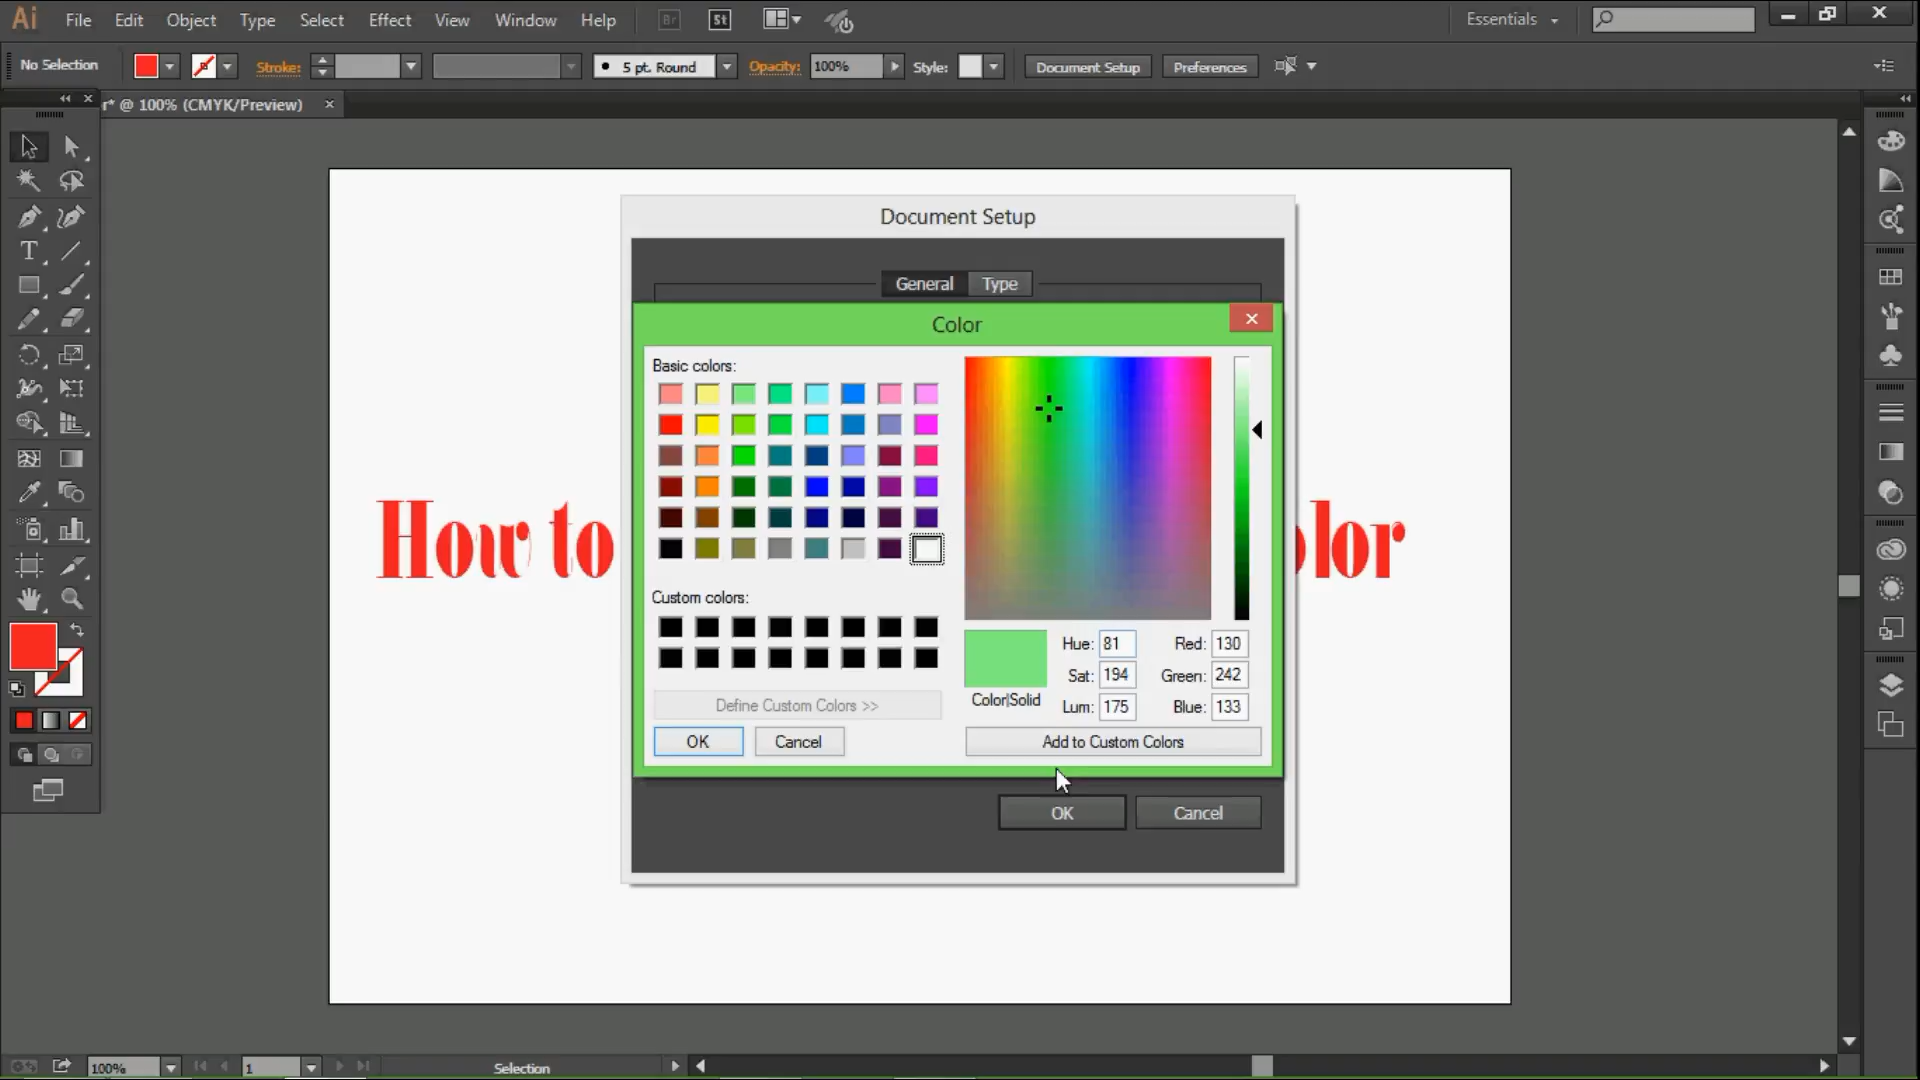 Ai File Edit Object Type Select Effect View Window Help Br St Essentials
No Selection Stroke: 5 pt. Round Opacity: 100% Style: Document Setup Preferences
r* @ 100% (CMYK/Preview) ×
Document Setup
General Type
Color
Basic colors:
How to
olor
Custom colors:
Hue: 81 Red: 130
Sat: 194 Green: 242
Color|Solid
Lum: 175 Blue: 133
Define Custom Colors >>
OK Cancel Add to Custom Colors
OK Cancel
100% 1 Selection